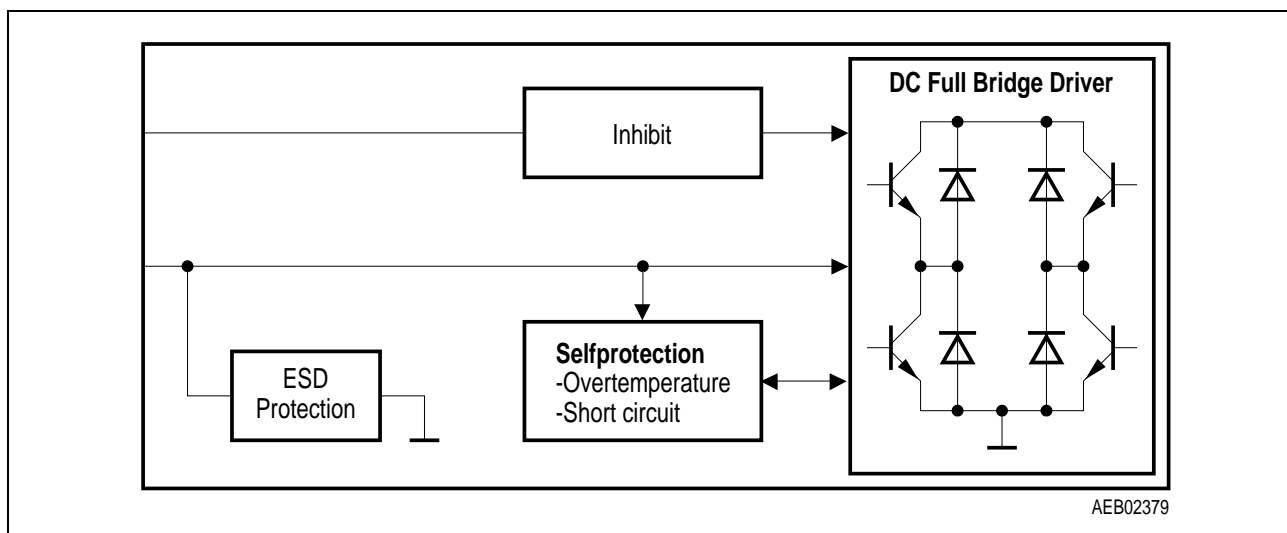 DC Full Bridge Driver
Inhibit
Selfprotection
-Overtemperature
-Short circuit
ESD
Protection
AEB02379